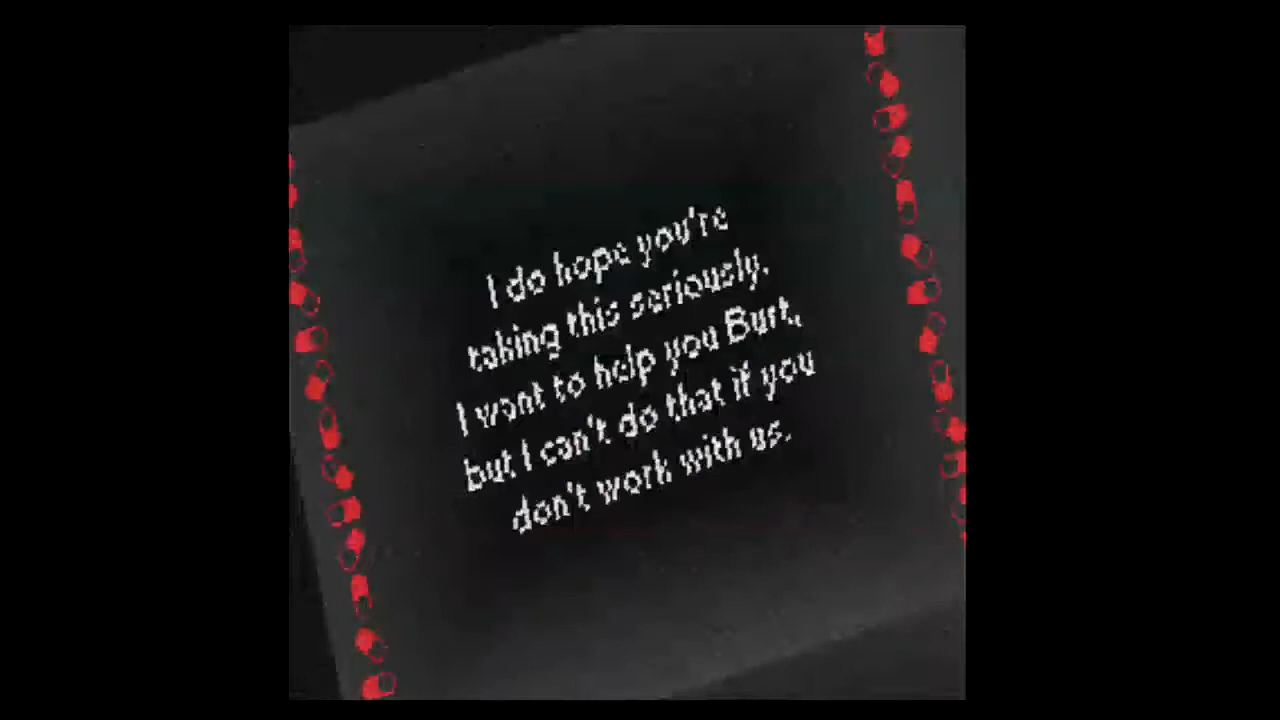 I do hope you're
taking this seriously.
I want to help you Burt,
but I can't do that if you
don't work with us.